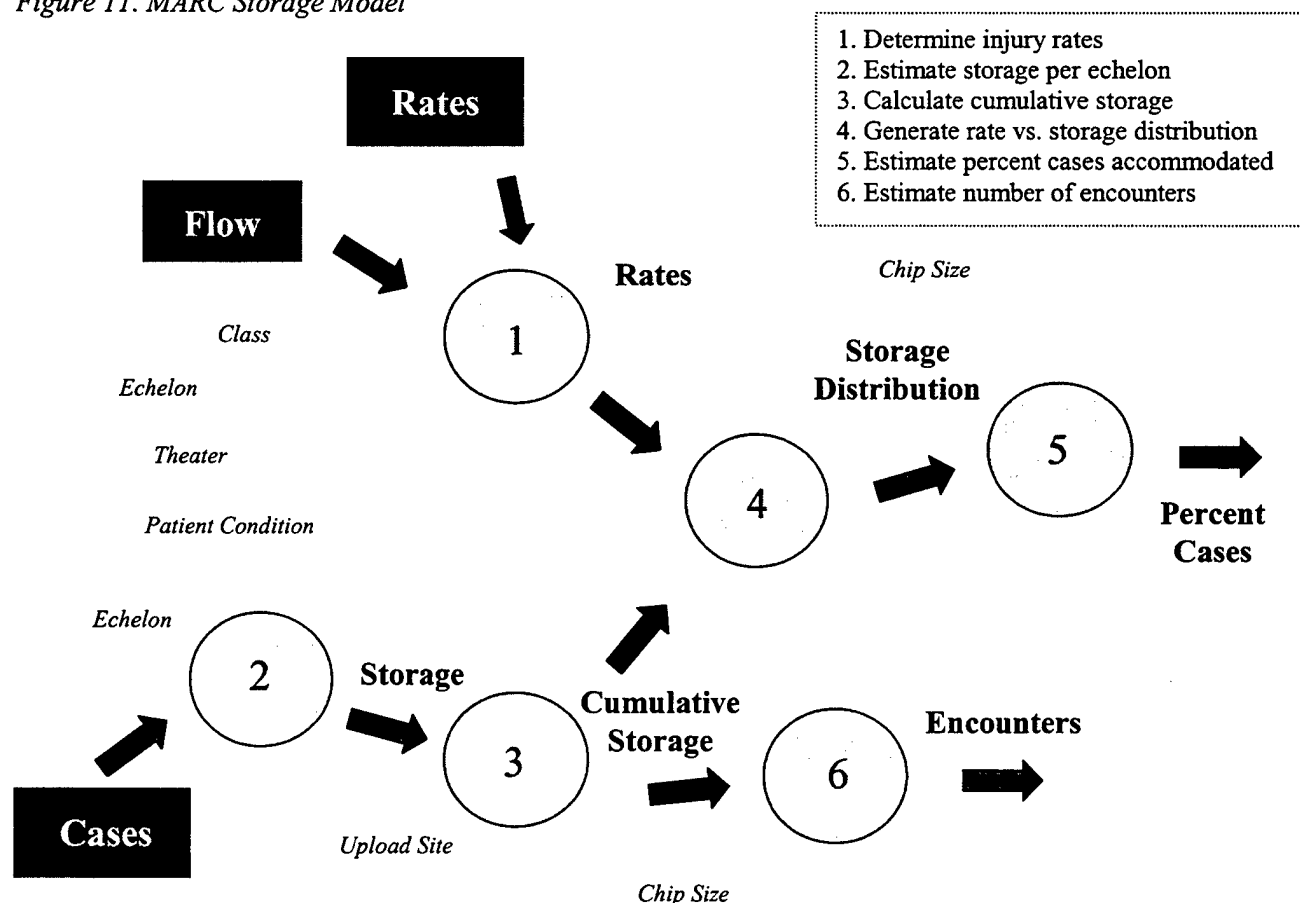 Figure 11. MARC Storage Model
1. Determine injury rates
2. Estimate storage per echelon
3. Calculate cumulative storage
4. Generate rate vs. storage distribution
5. Estimate percent cases accommodated
6. Estimate number of encounters
Rates
Flow
Rates
Chip Size
1
Class
Storage
Distribution
Echelon
5
Theater
4
Percent
Cases
Patient Condition
Echelon
2
Storage
Cumulative
Storage
Encounters
3
6
Cases
Upload Site
Chip Size